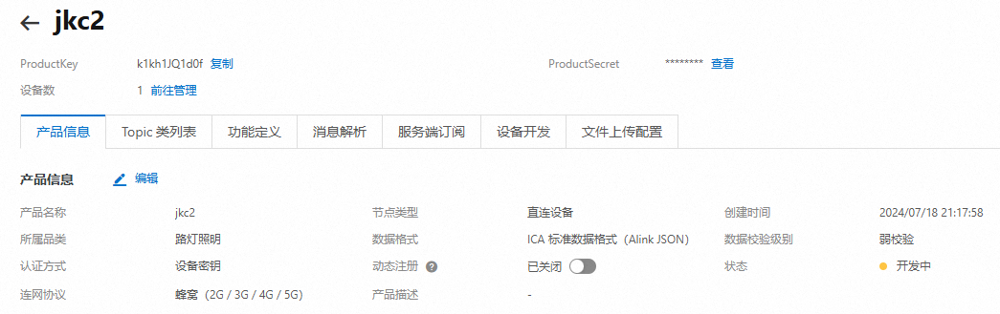 jkc2
ProductKey k1kh1JQ1d0f 复制 ProductSecret ******** 查看
设备数 1 前往管理
产品信息 Topic 类列表 功能定义 消息解析 服务端订阅 设备开发 文件上传配置
产品信息 编辑
产品名称 jkc2 节点类型 直连设备 创建时间 2024/07/18 21:17:58
所属品类 路灯照明 数据格式 ICA 标准数据格式（Alink JSON） 数据校验级别 弱校验
认证方式 设备密钥 动态注册 ? 已关闭 状态 开发中
连网协议 蜂窝（2G / 3G / 4G / 5G） 产品描述 -